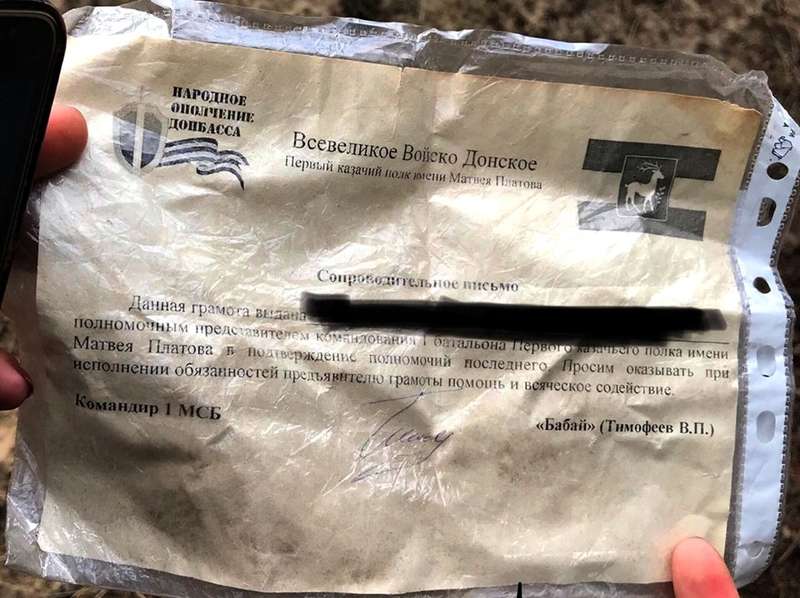 НАРОДНОЕ
ОПОЛЧЕНИЕ
ДОНБАССА
Всевеликое Войско Донское
Первый казачий полк имени Матвея Платова
Сопроводительное письмо
Данная грамота выдана
полномочным представителем командования 1 батальона Первого казачьего полка имени
Матвея Платова в подтверждение полномочий последнего. Просим оказывать при
исполнении обязанностей предъявителю грамоты помощь и всяческое содействие.
Командир 1 МСБ
«Бабай» (Тимофеев В.П.)